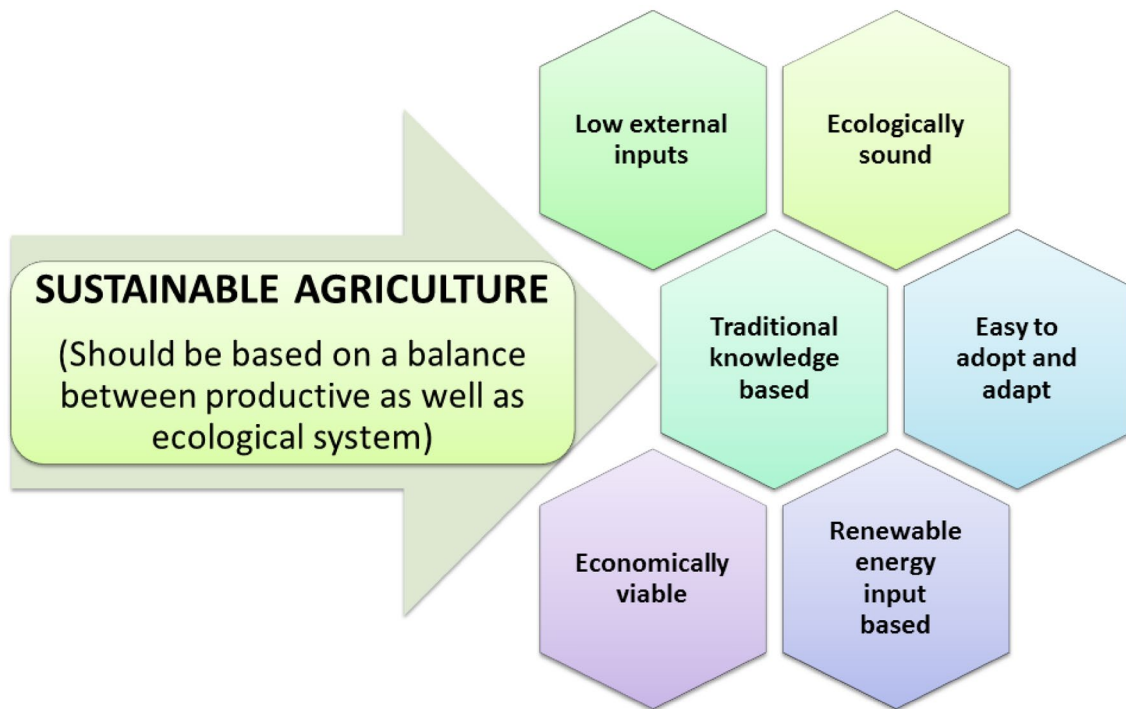 SUSTAINABLE AGRICULTURE
(Should be based on a balance
between productive as well as
ecological system)
Low external
inputs
Ecologically
sound
Traditional
knowledge
based
Easy to
adopt and
adapt
Economically
viable
Renewable
energy
input
based